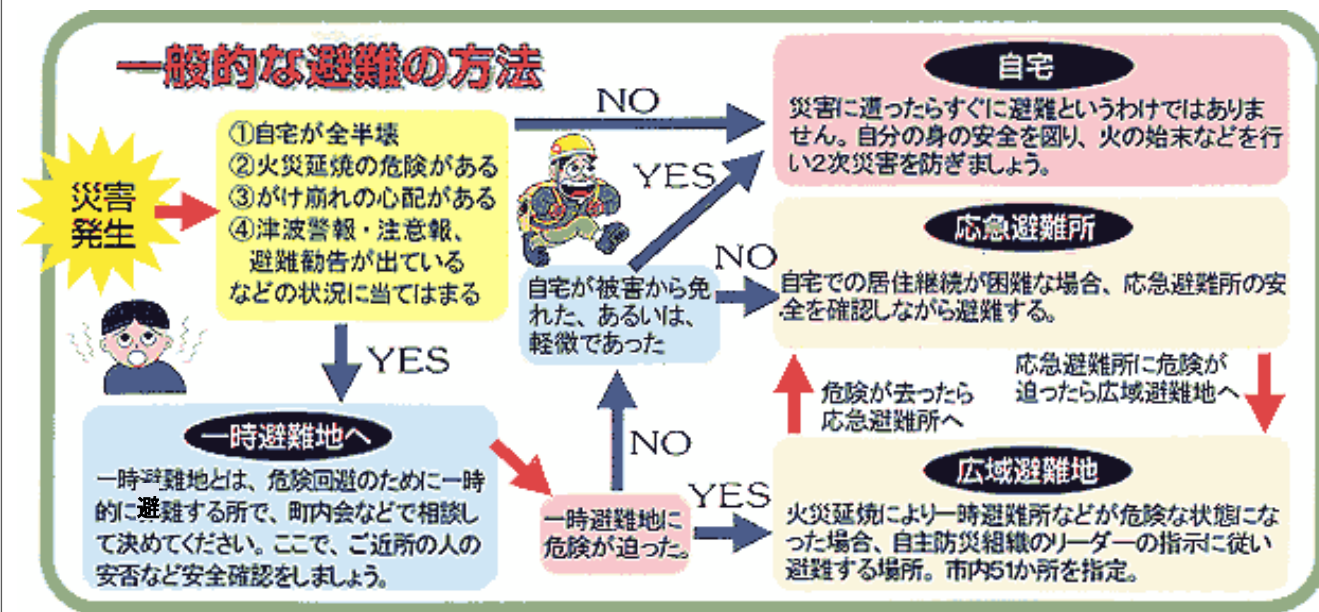 一般的な避難の方法
災害
発生
①自宅が全半壊
②火災延焼の危険がある
③がけ崩れの心配がある
④津波警報・注意報、
避難勧告が出ている
などの状況に当てはまる
NO
YES
自宅
災害に遭ったらすぐに避難というわけではありま
せん。自分の身の安全を図り、火の始末などを行
い2次災害を防ぎましょう。
YES
自宅が被害から免
れた、あるいは、
軽微であった
NO
応急避難所
自宅での居住継続が困難な場合、応急避難所の安
全を確認しながら避難する。
一時避難地へ
一時避難地とは、危険回避のために一時
的に避難する所で、町内会などで相談し
て決めてください。ここで、ご近所の人の
安否など安全確認をしましょう。
一時避難地に
危険が迫った。
NO
YES
危険が去ったら
応急避難所へ
応急避難所に危険が
迫ったら広域避難地へ
広域避難地
火災延焼により一時避難所などが危険な状態にな
った場合、自主防災組織のリーダーの指示に従い
避難する場所。市内51か所を指定。